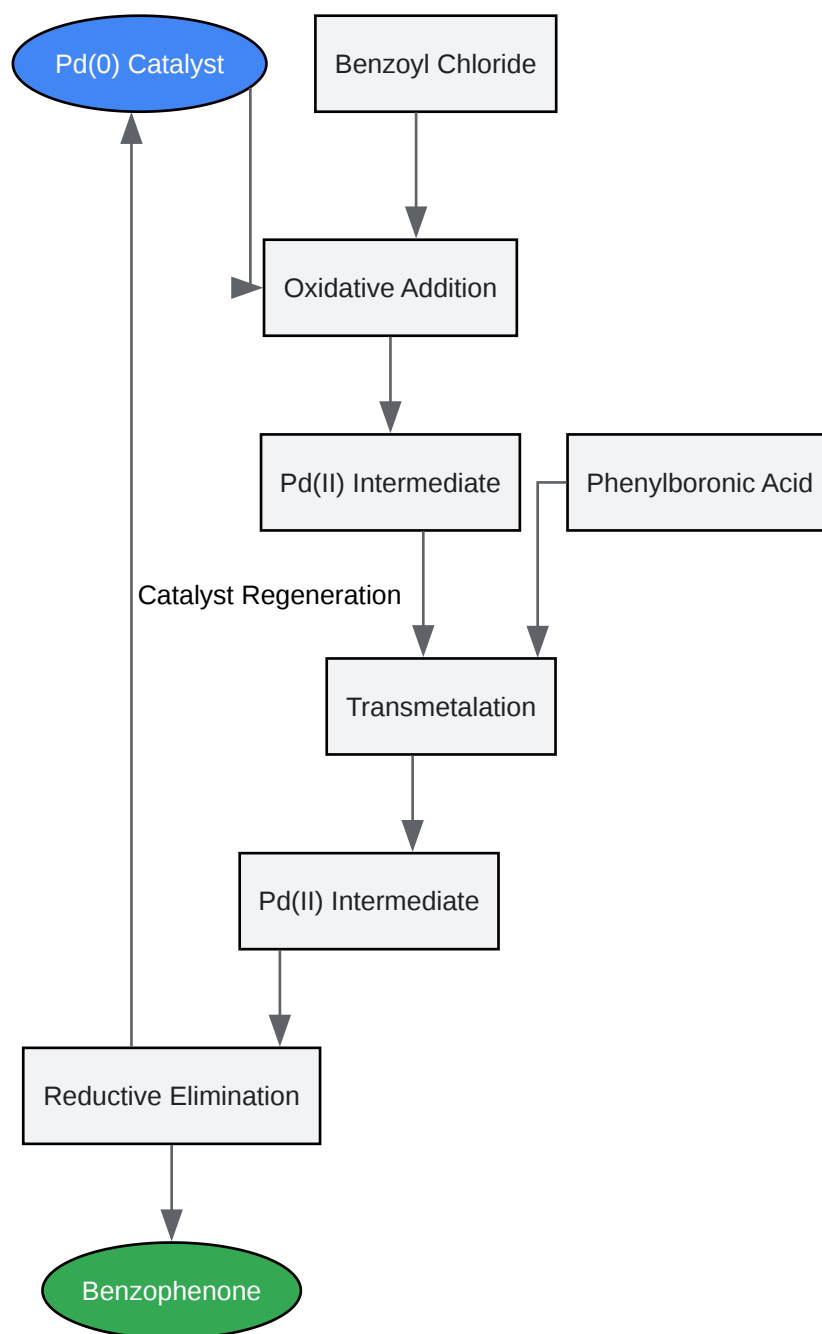 Pd(0) Catalyst
Benzoyl Chloride
Oxidative Addition
Pd(II) Intermediate
Phenylboronic Acid
Catalyst Regeneration
Transmetalation
Pd(II) Intermediate
Reductive Elimination
Benzophenone